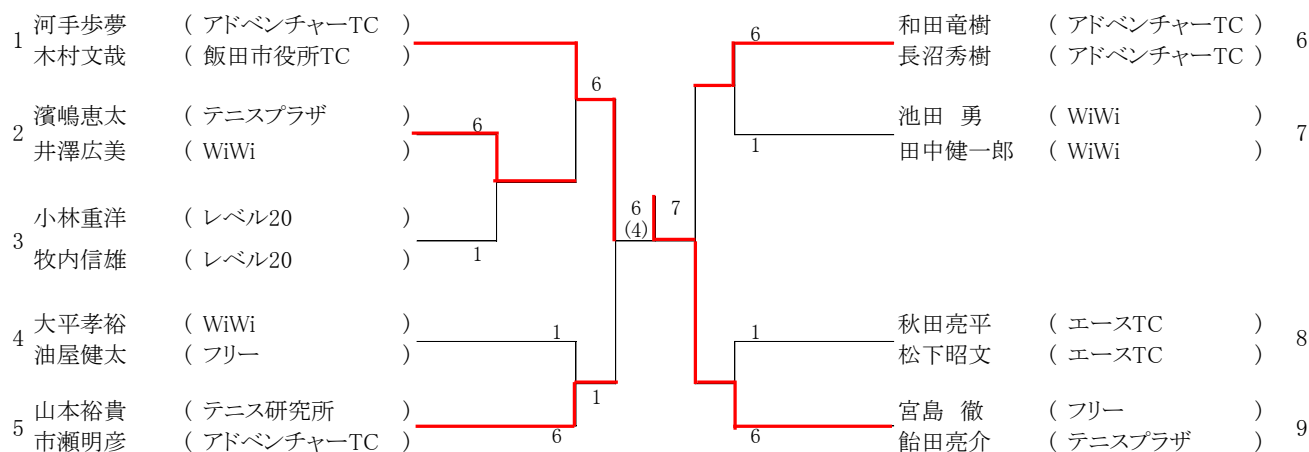 1 河手歩夢 ( アドベンチャーTC )
木村文哉 ( 飯田市役所TC )
6
2 濱嶋恵太 ( テニスプラザ )
井澤広美 ( WiWi )
6
3 小林重洋 ( レベル20 )
牧内信雄 ( レベル20 )
1
4 大平孝裕 ( WiWi )
油屋健太 ( フリー )
1
5 山本裕貴 ( テニス研究所 )
市瀬明彦 ( アドベンチャーTC )
6
1
6 7
(4)
和田竜樹 ( アドベンチャーTC ) 6
長沼秀樹 ( アドベンチャーTC )
6
池田 勇 ( WiWi ) 7
田中健一郎 ( WiWi )
1
秋田亮平 ( エースTC ) 8
松下昭文 ( エースTC )
1
宮島 徹 ( フリー ) 9
飴田亮介 ( テニスプラザ )
6